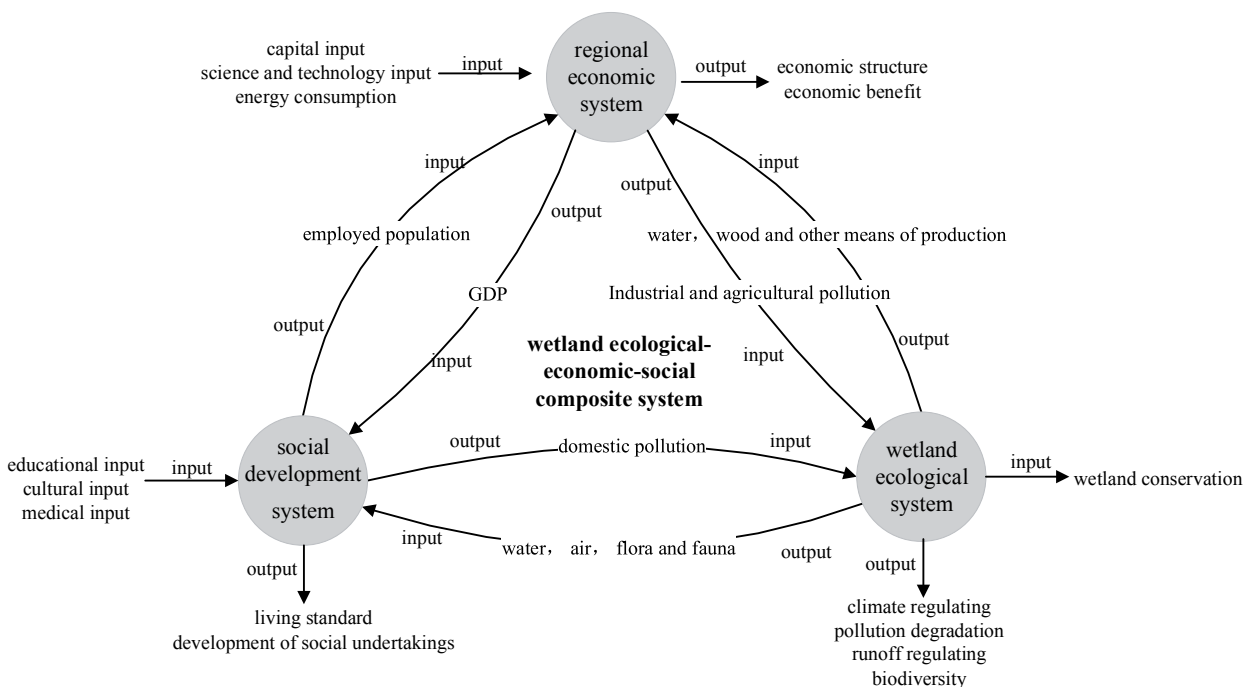 regional
economic
system
capital input
science and technology input
energy consumption
input
output
economic structure
economic benefit
input
input
output
output
employed population
water， wood and other means of production
GDP
Industrial and agricultural pollution
output
output
wetland ecological-
economic-social
composite system
input
input
social
development
system
output
domestic pollution
input
wetland
ecological
system
educational input
cultural input
medical input
input
input
wetland conservation
input
water， air， flora and fauna
output
output
living standard
development of social undertakings
output
climate regulating
pollution degradation
runoff regulating
biodiversity